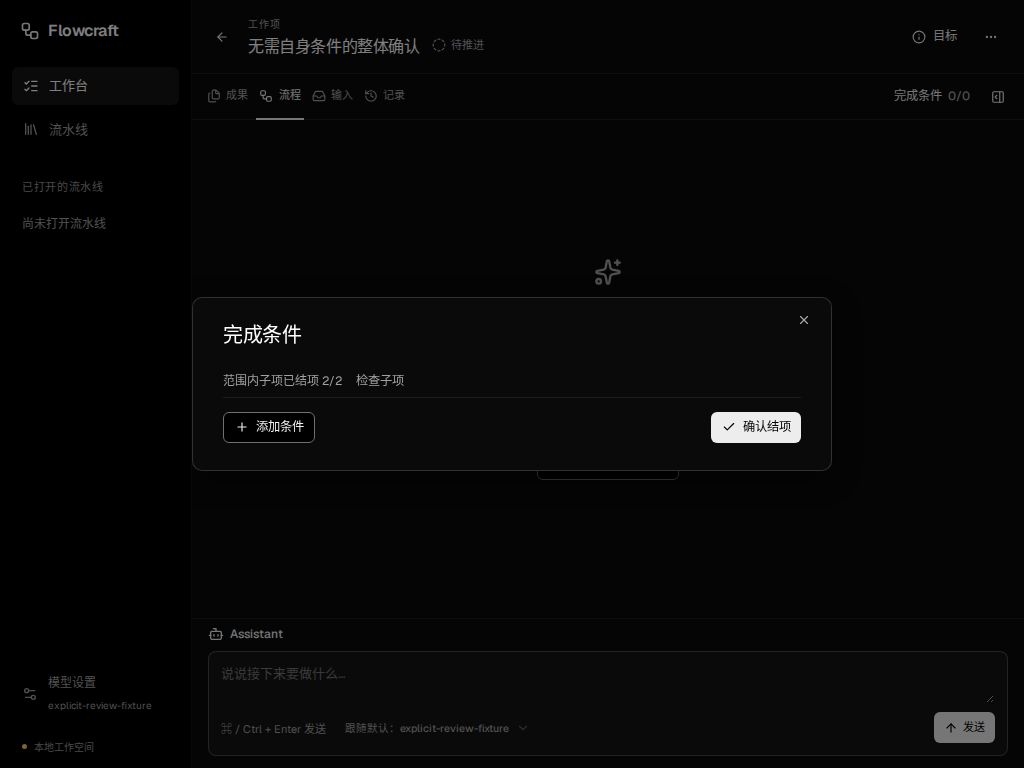 Flowcraft
工作台
流水线
已打开的流水线
尚未打开流水线
模型设置
explicit-review-fixture
本地工作空间
工作项
无需自身条件的整体确认
待推进
目标
成果
流程
输入
记录
完成条件 0/0
完成条件
范围内子项已结项 2/2 检查子项
添加条件
确认结项
Assistant
说说接下来要做什么...
⌘ / Ctrl + Enter 发送
跟随默认：explicit-review-fixture
发送